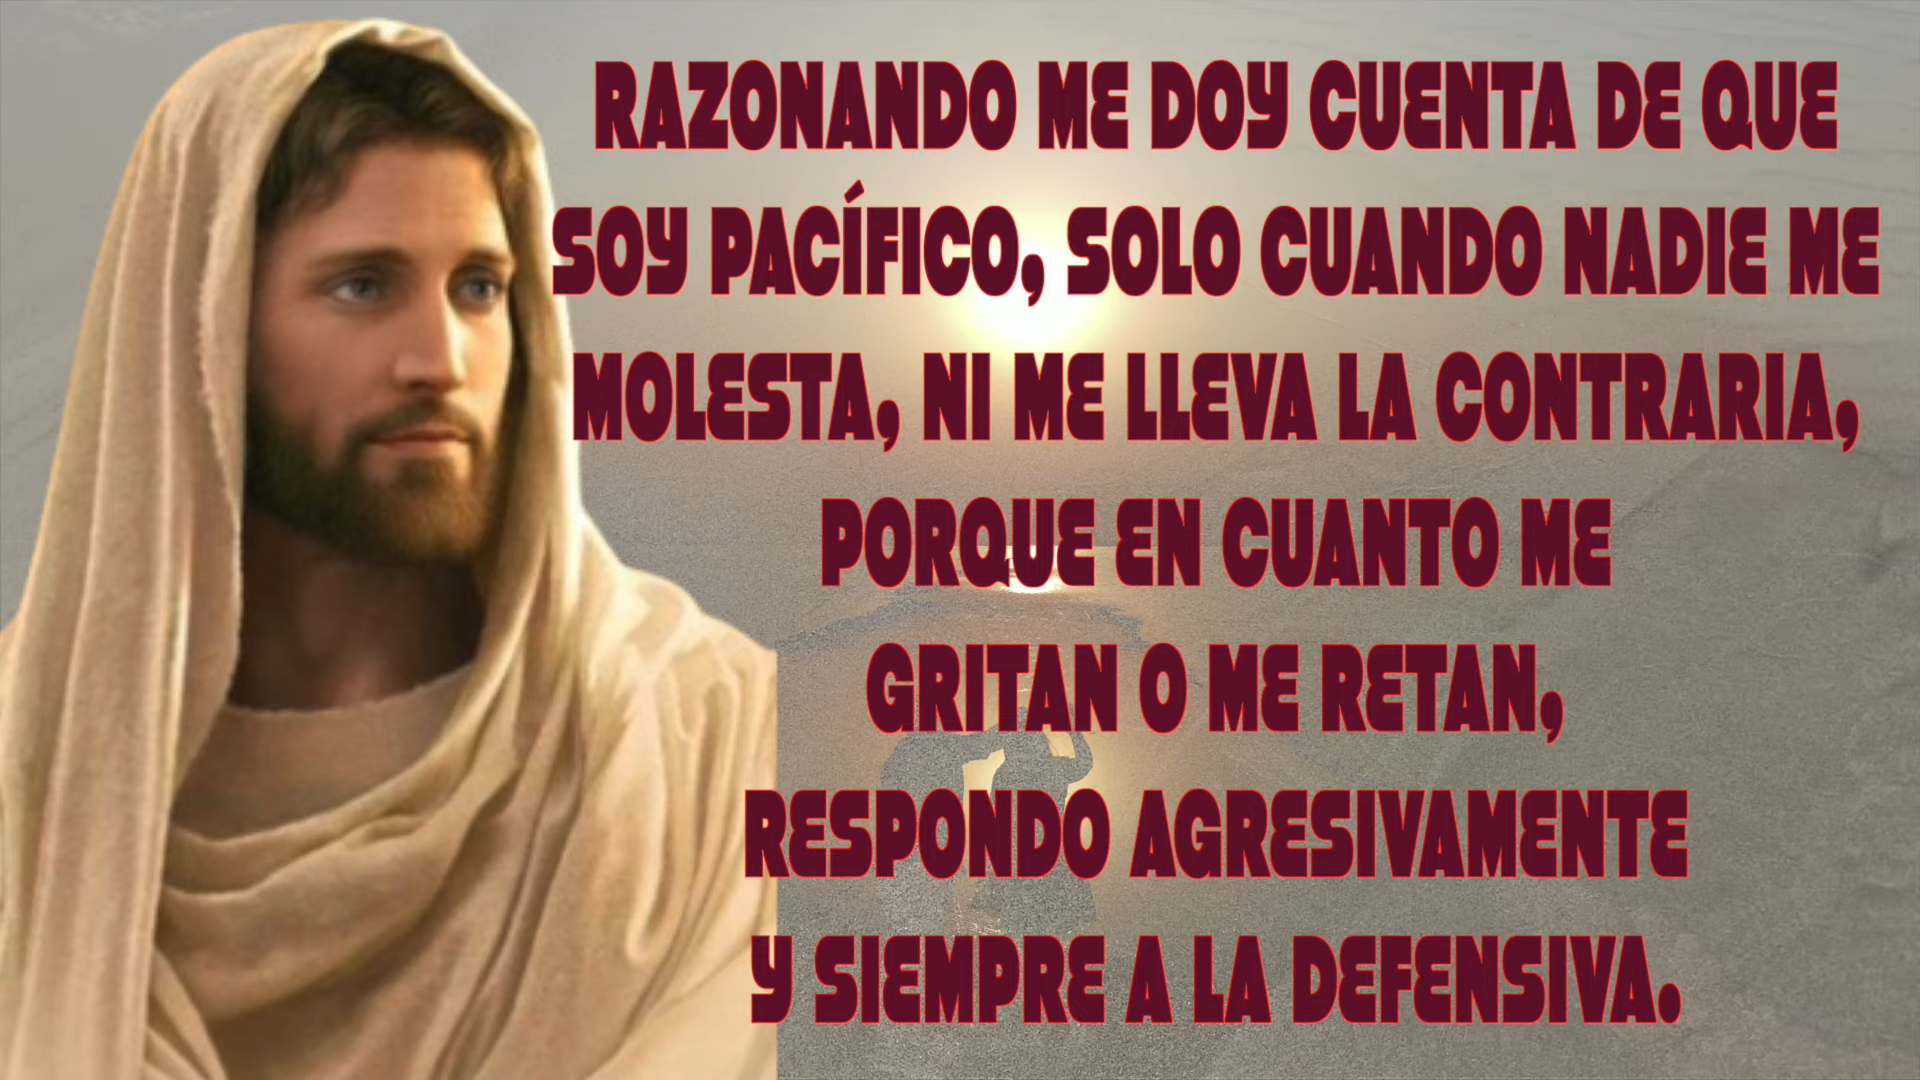 RAZONANDO ME DOY CUENTA DE QUE
SOY PACÍFICO, SOLO CUANDO NADIE ME
MOLESTA, NI ME LLEVA LA CONTRARIA,
PORQUE EN CUANTO ME
GRITAN O ME RETAN,
RESPONDO AGRESIVAMENTE
Y SIEMPRE A LA DEFENSIVA.